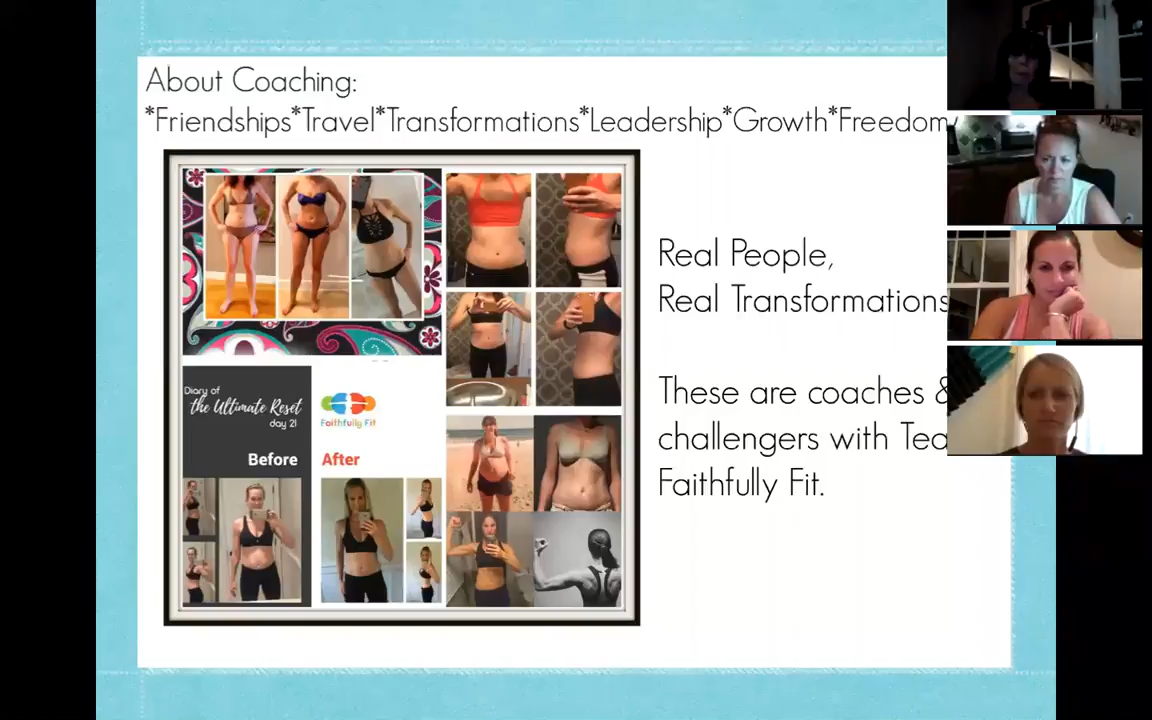 About Coaching:
*Friendships*Travel*Transformations*Leadership*Growth*Freedom
Real People,
Real Transformations
These are coaches &
challengers with Tea
Faithfully Fit.
Diary of
the Ultimate Reset
day 21
Faithfully Fit
Before
After